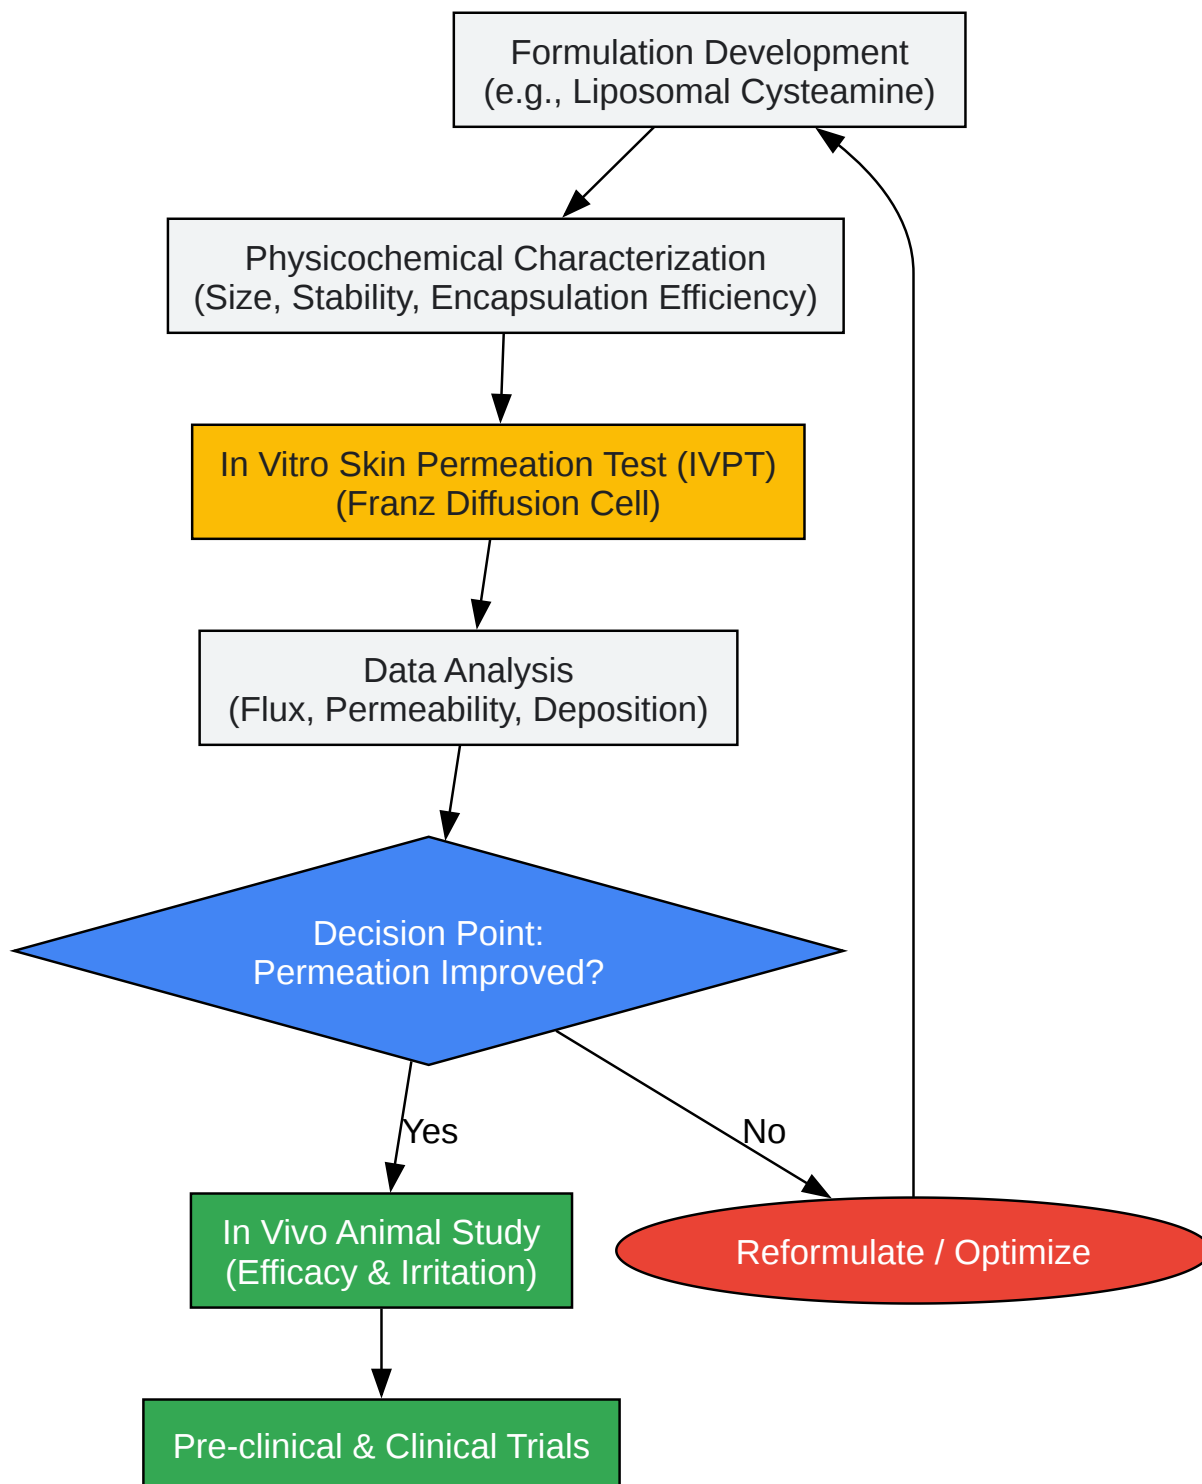 Formulation Development
(e.g., Liposomal Cysteamine)
Physicochemical Characterization
(Size, Stability, Encapsulation Efficiency)
In Vitro Skin Permeation Test (IVPT)
(Franz Diffusion Cell)
Data Analysis
(Flux, Permeability, Deposition)
Decision Point:
Permeation Improved?
Yes
No
In Vivo Animal Study
(Efficacy & Irritation)
Reformulate / Optimize
Pre-clinical & Clinical Trials